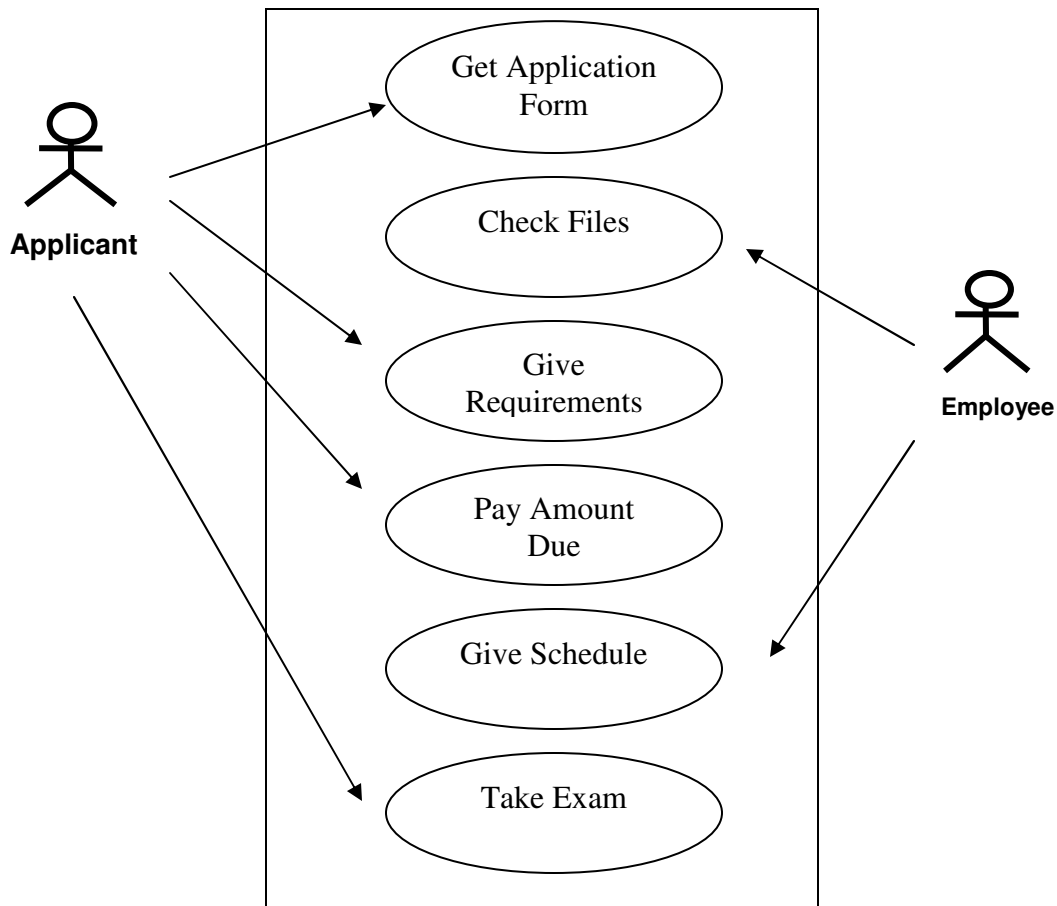 Get Application
Form
Applicant
Check Files
Give
Requirements
Employee
Pay Amount
Due
Give Schedule
Take Exam